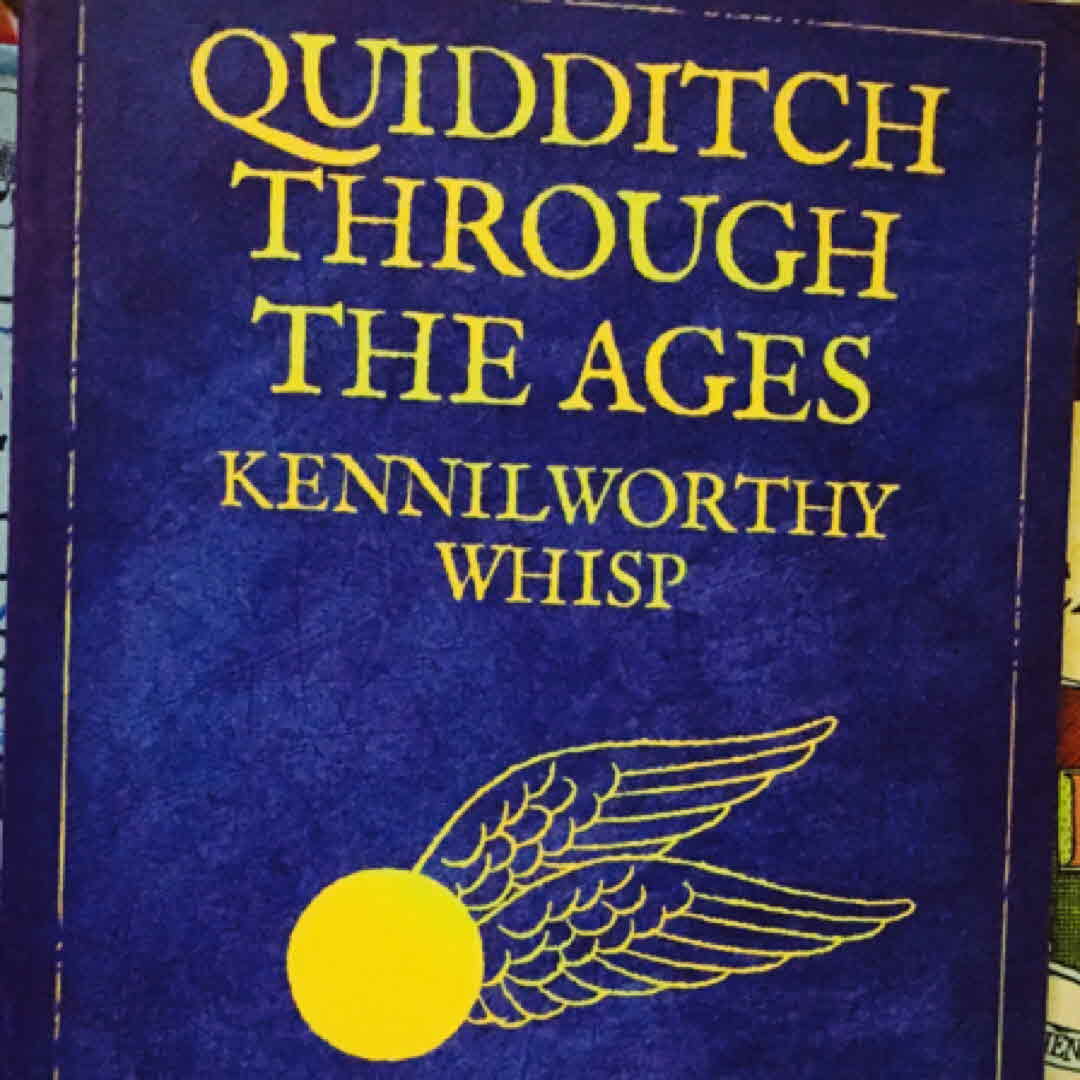 QUIDDITCH
THROUGH
THE AGES
KENNILWORTHY
WHISP